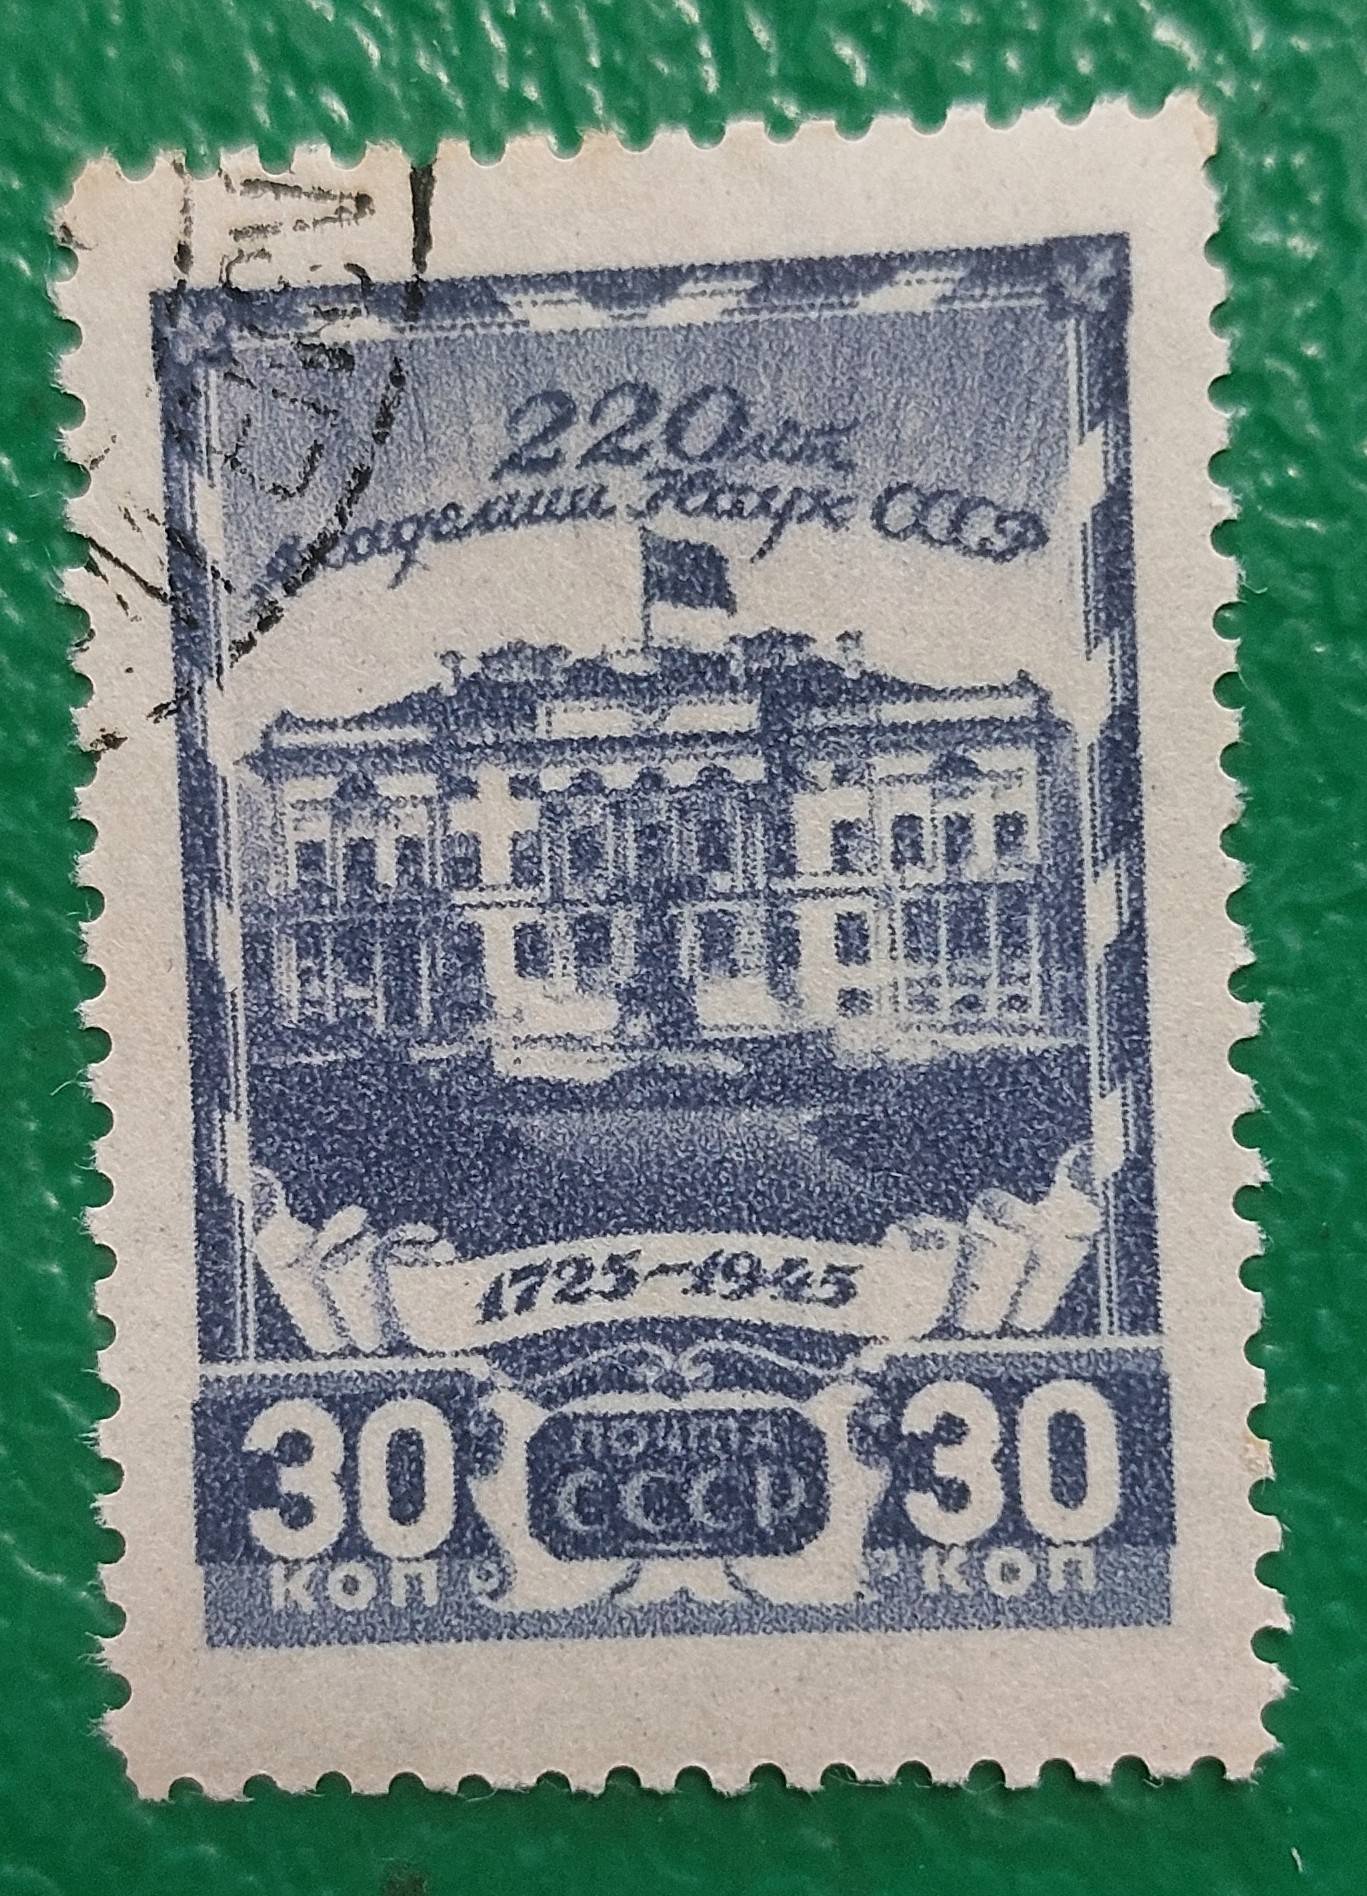 220 лет
Академии Наук СССР
1725-1945
30 КОП
ПОЧТА
СССР
30 КОП